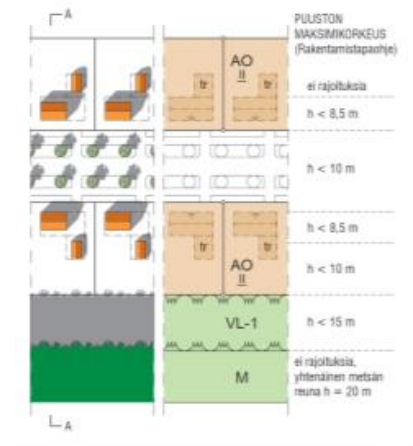 A
PUUSTON
MAKSIMIKORKEUS
(Rakentamistapaohje)
AO
II
tr
tr
ei rajoituksia
h < 8,5 m
h < 10 m
h < 8,5 m
tr
tr
AO
II
h < 10 m
VL-1
h < 15 m
M
ei rajoituksia,
yhtenäinen metsän
reuna h = 20 m
A